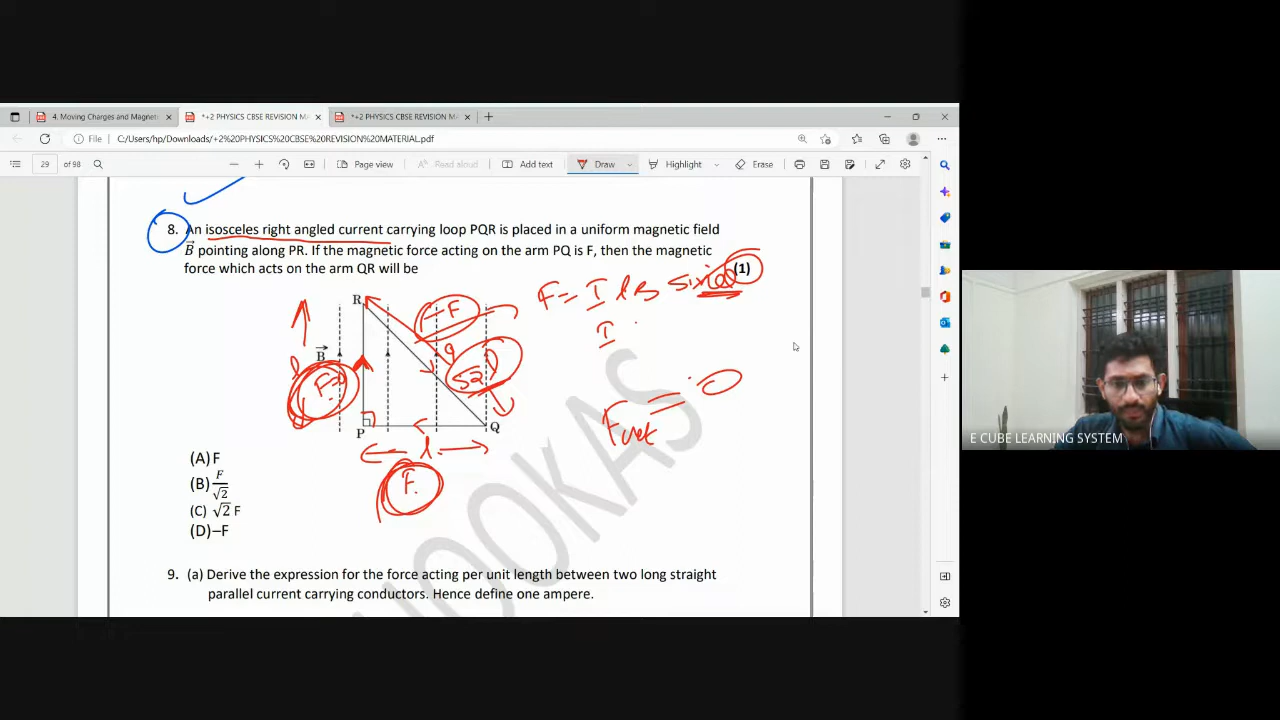 4. Moving Charges and Magnet
*+2 PHYSICS CBSE REVISION MA
*+2 PHYSICS CBSE REVISION MA
File
C:/Users/hp/Downloads/+2%20PHYSICS%20CBSE%20REVISION%20MATERIAL.pdf
29 of 98
Page view
Read aloud
Add text
Draw
Highlight
Erase
8. An isosceles right angled current carrying loop PQR is placed in a uniform magnetic field
B⃗ pointing along PR. If the magnetic force acting on the arm PQ is F, then the magnetic
force which acts on the arm QR will be
(1)
F = I l B sin
I
R
-F
B⃗
F=0
l
S2
P
Q
l
F
Fnet = 0
(A) F
(B) F/√2
(C) √2 F
(D) –F
HOOKAS
9. (a) Derive the expression for the force acting per unit length between two long straight
parallel current carrying conductors. Hence define one ampere.
E CUBE LEARNING SYSTEM